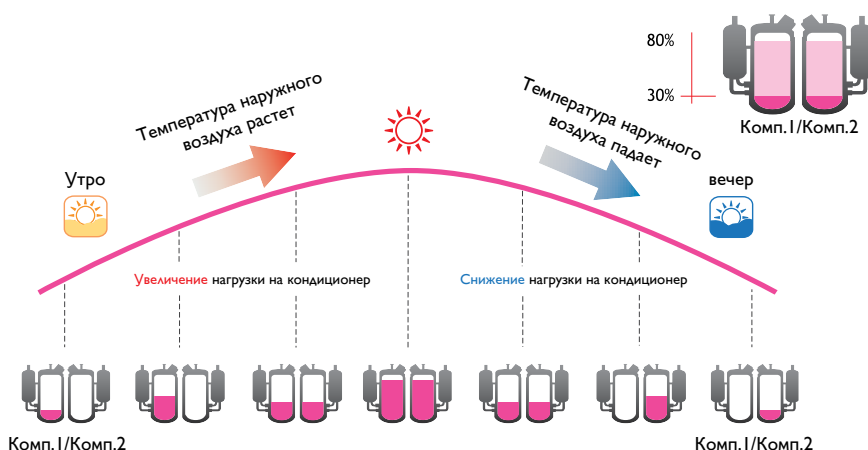 80%
30%
Комп.1/Комп.2
Температура наружного
воздуха растет
Температура наружного
воздуха падает
Утро
вечер
Увеличение нагрузки на кондиционер
Снижение нагрузки на кондиционер
Комп.1/Комп.2
Комп.1/Комп.2